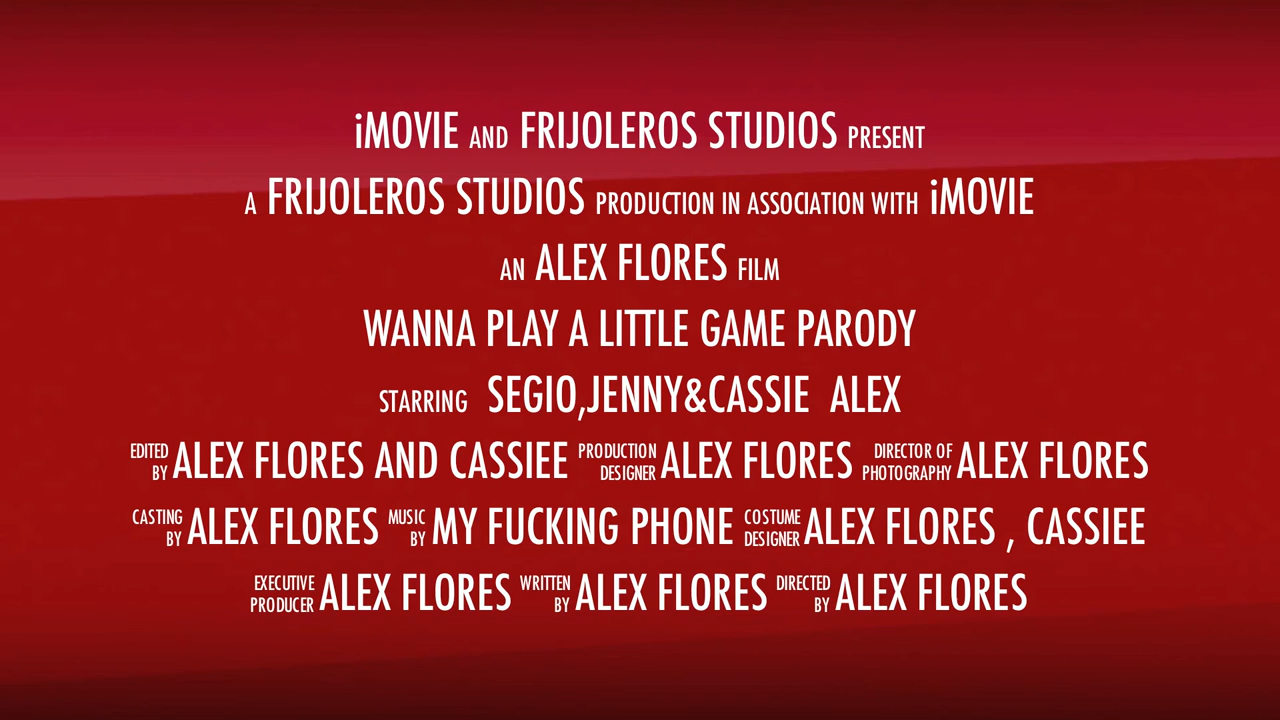 iMOVIE AND FRIJOLEROS STUDIOS PRESENT
A FRIJOLEROS STUDIOS PRODUCTION IN ASSOCIATION WITH iMOVIE
AN ALEX FLORES FILM
WANNA PLAY A LITTLE GAME PARODY
STARRING SEGIO,JENNY&CASSIE ALEX
EDITED BY ALEX FLORES AND CASSIEE PRODUCTION DESIGNER ALEX FLORES DIRECTOR OF PHOTOGRAPHY ALEX FLORES
CASTING BY ALEX FLORES MUSIC BY MY FUCKING PHONE COSTUME DESIGNER ALEX FLORES , CASSIEE
EXECUTIVE PRODUCER ALEX FLORES WRITTEN BY ALEX FLORES DIRECTED BY ALEX FLORES